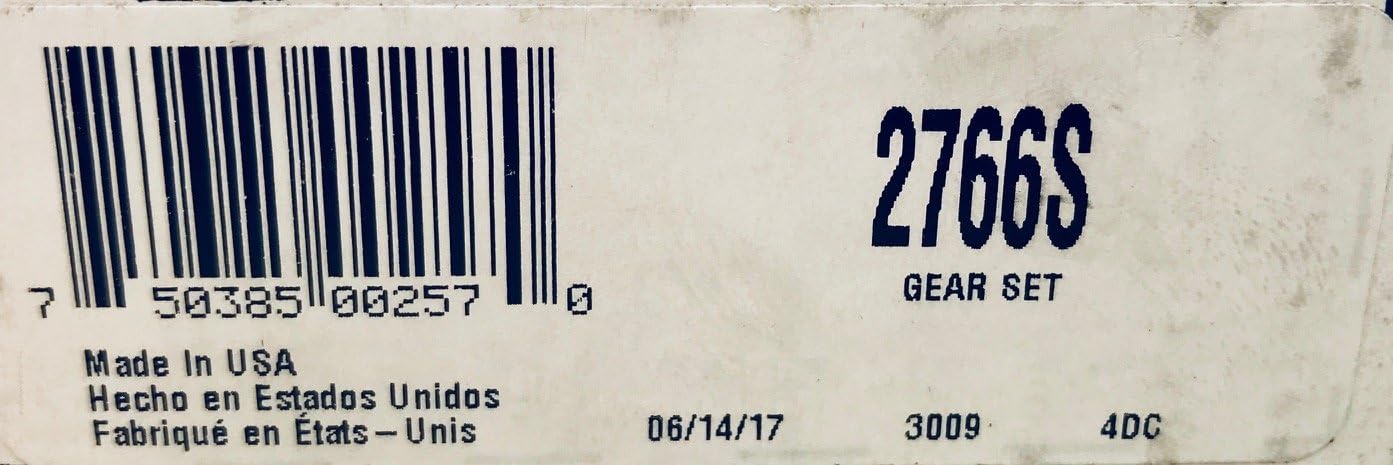 7 50385 00257 0
2766S
GEAR SET
Made In USA
Hecho en Estados Unidos
Fabriqué en États-Unis
06/14/17 3009 4DC